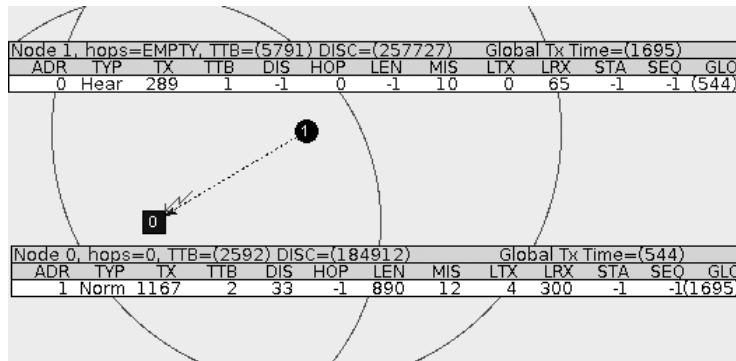 Node 1, hops=EMPTY, TTB=(5791) DISC=(257727) Global Tx Time=(1695)
ADR TYP TX TTB DIS HOP LEN MIS LTX LRX STA SEQ GLO
0 Hear 289 1 -1 0 -1 10 0 65 -1 -1 (544)
1
0
Node 0, hops=0, TTB=(2592) DISC=(184912) Global Tx Time=(544)
ADR TYP TX TTB DIS HOP LEN MIS LTX LRX STA SEQ GLO
1 Norm 1167 2 33 -1 890 12 4 300 -1 -1(1695)